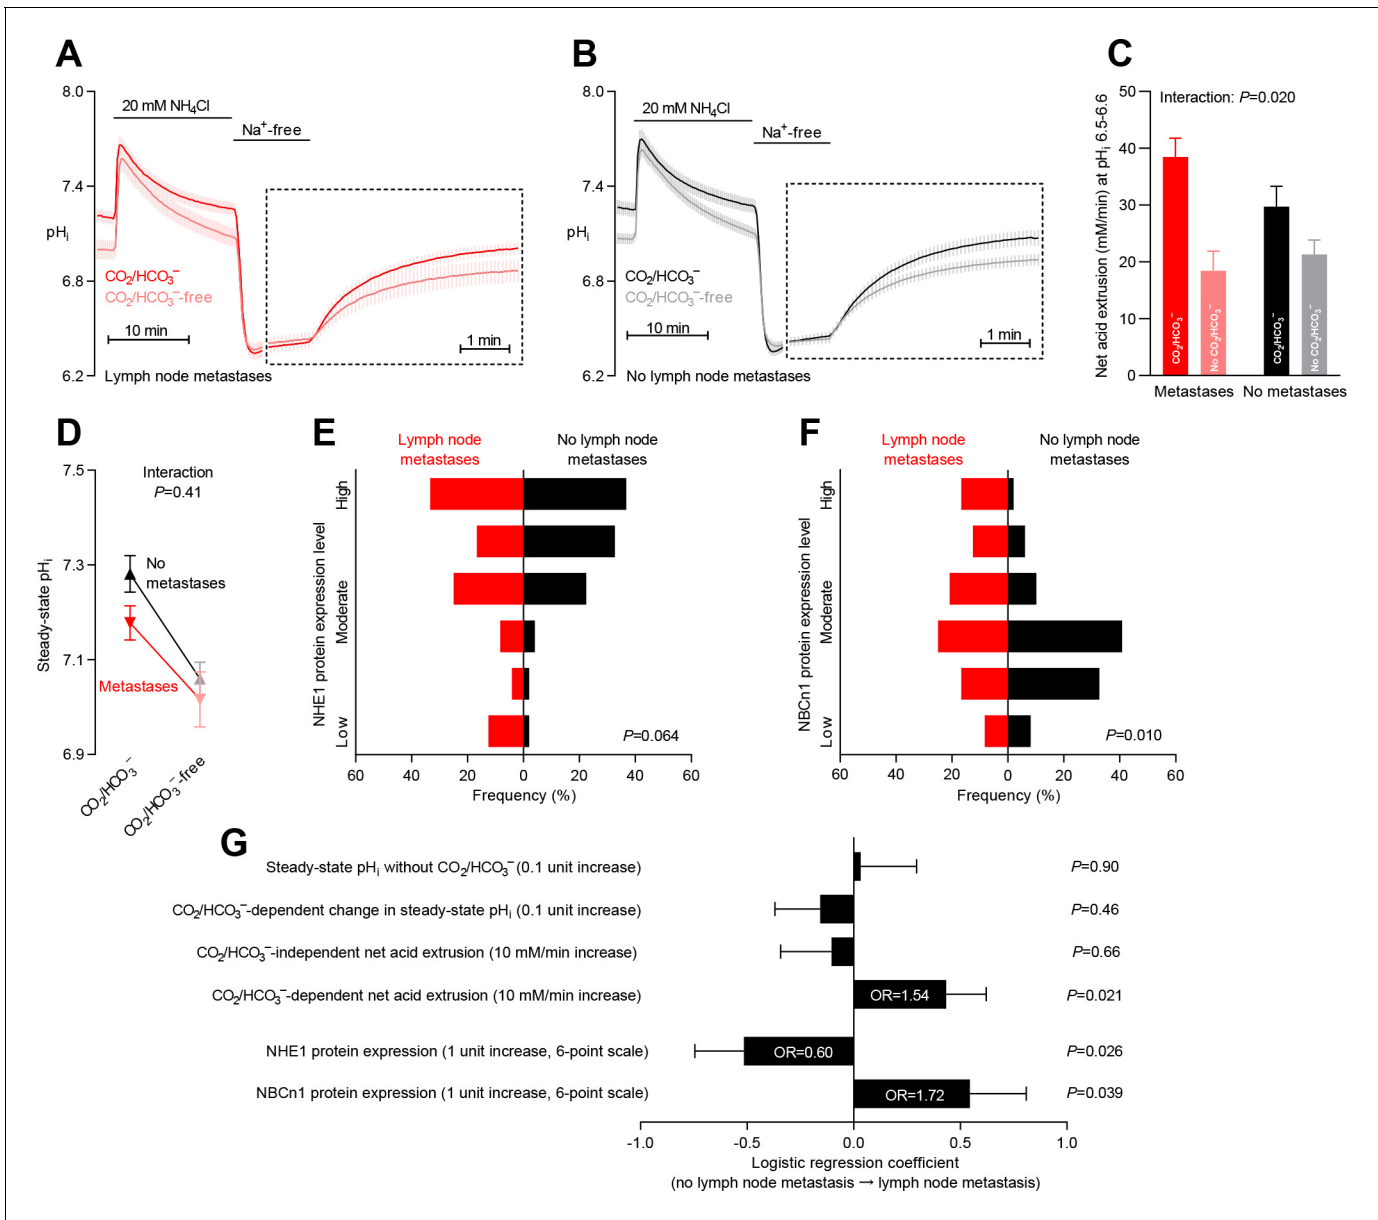 A
8.0
7.4
pHi
6.8
6.2
20 mM NH4Cl
Na+-free
CO2/HCO3−
CO2/HCO3−-free
10 min
1 min
Lymph node metastases
B
8.0
7.4
pHi
6.8
6.2
20 mM NH4Cl
Na+-free
CO2/HCO3−
CO2/HCO3−-free
10 min
1 min
No lymph node metastases
C
Net acid extrusion (mM/min) at pHi 6.5-6.6
50
40
30
20
10
0
Interaction: P=0.020
CO2/HCO3−
No CO2/HCO3−
CO2/HCO3−
No CO2/HCO3−
Metastases
No metastases
D
Steady-state pHi
7.5
7.3
7.1
6.9
Interaction
P=0.41
No
metastases
Metastases
CO2/HCO3−
CO2/HCO3−-free
E
Lymph node
metastases
No lymph node
metastases
NHE1 protein expression level
High
Moderate
Low
P=0.064
60 40 20 0 20 40 60
Frequency (%)
F
Lymph node
metastases
No lymph node
metastases
NBCn1 protein expression level
High
Moderate
Low
P=0.010
60 40 20 0 20 40 60
Frequency (%)
G
Steady-state pHi without CO2/HCO3− (0.1 unit increase) P=0.90
CO2/HCO3−-dependent change in steady-state pHi (0.1 unit increase) P=0.46
CO2/HCO3−-independent net acid extrusion (10 mM/min increase) P=0.66
CO2/HCO3−-dependent net acid extrusion (10 mM/min increase) OR=1.54 P=0.021
NHE1 protein expression (1 unit increase, 6-point scale) OR=0.60 P=0.026
NBCn1 protein expression (1 unit increase, 6-point scale) OR=1.72 P=0.039
-1.0 -0.5 0.0 0.5 1.0
Logistic regression coefficient
(no lymph node metastasis → lymph node metastasis)